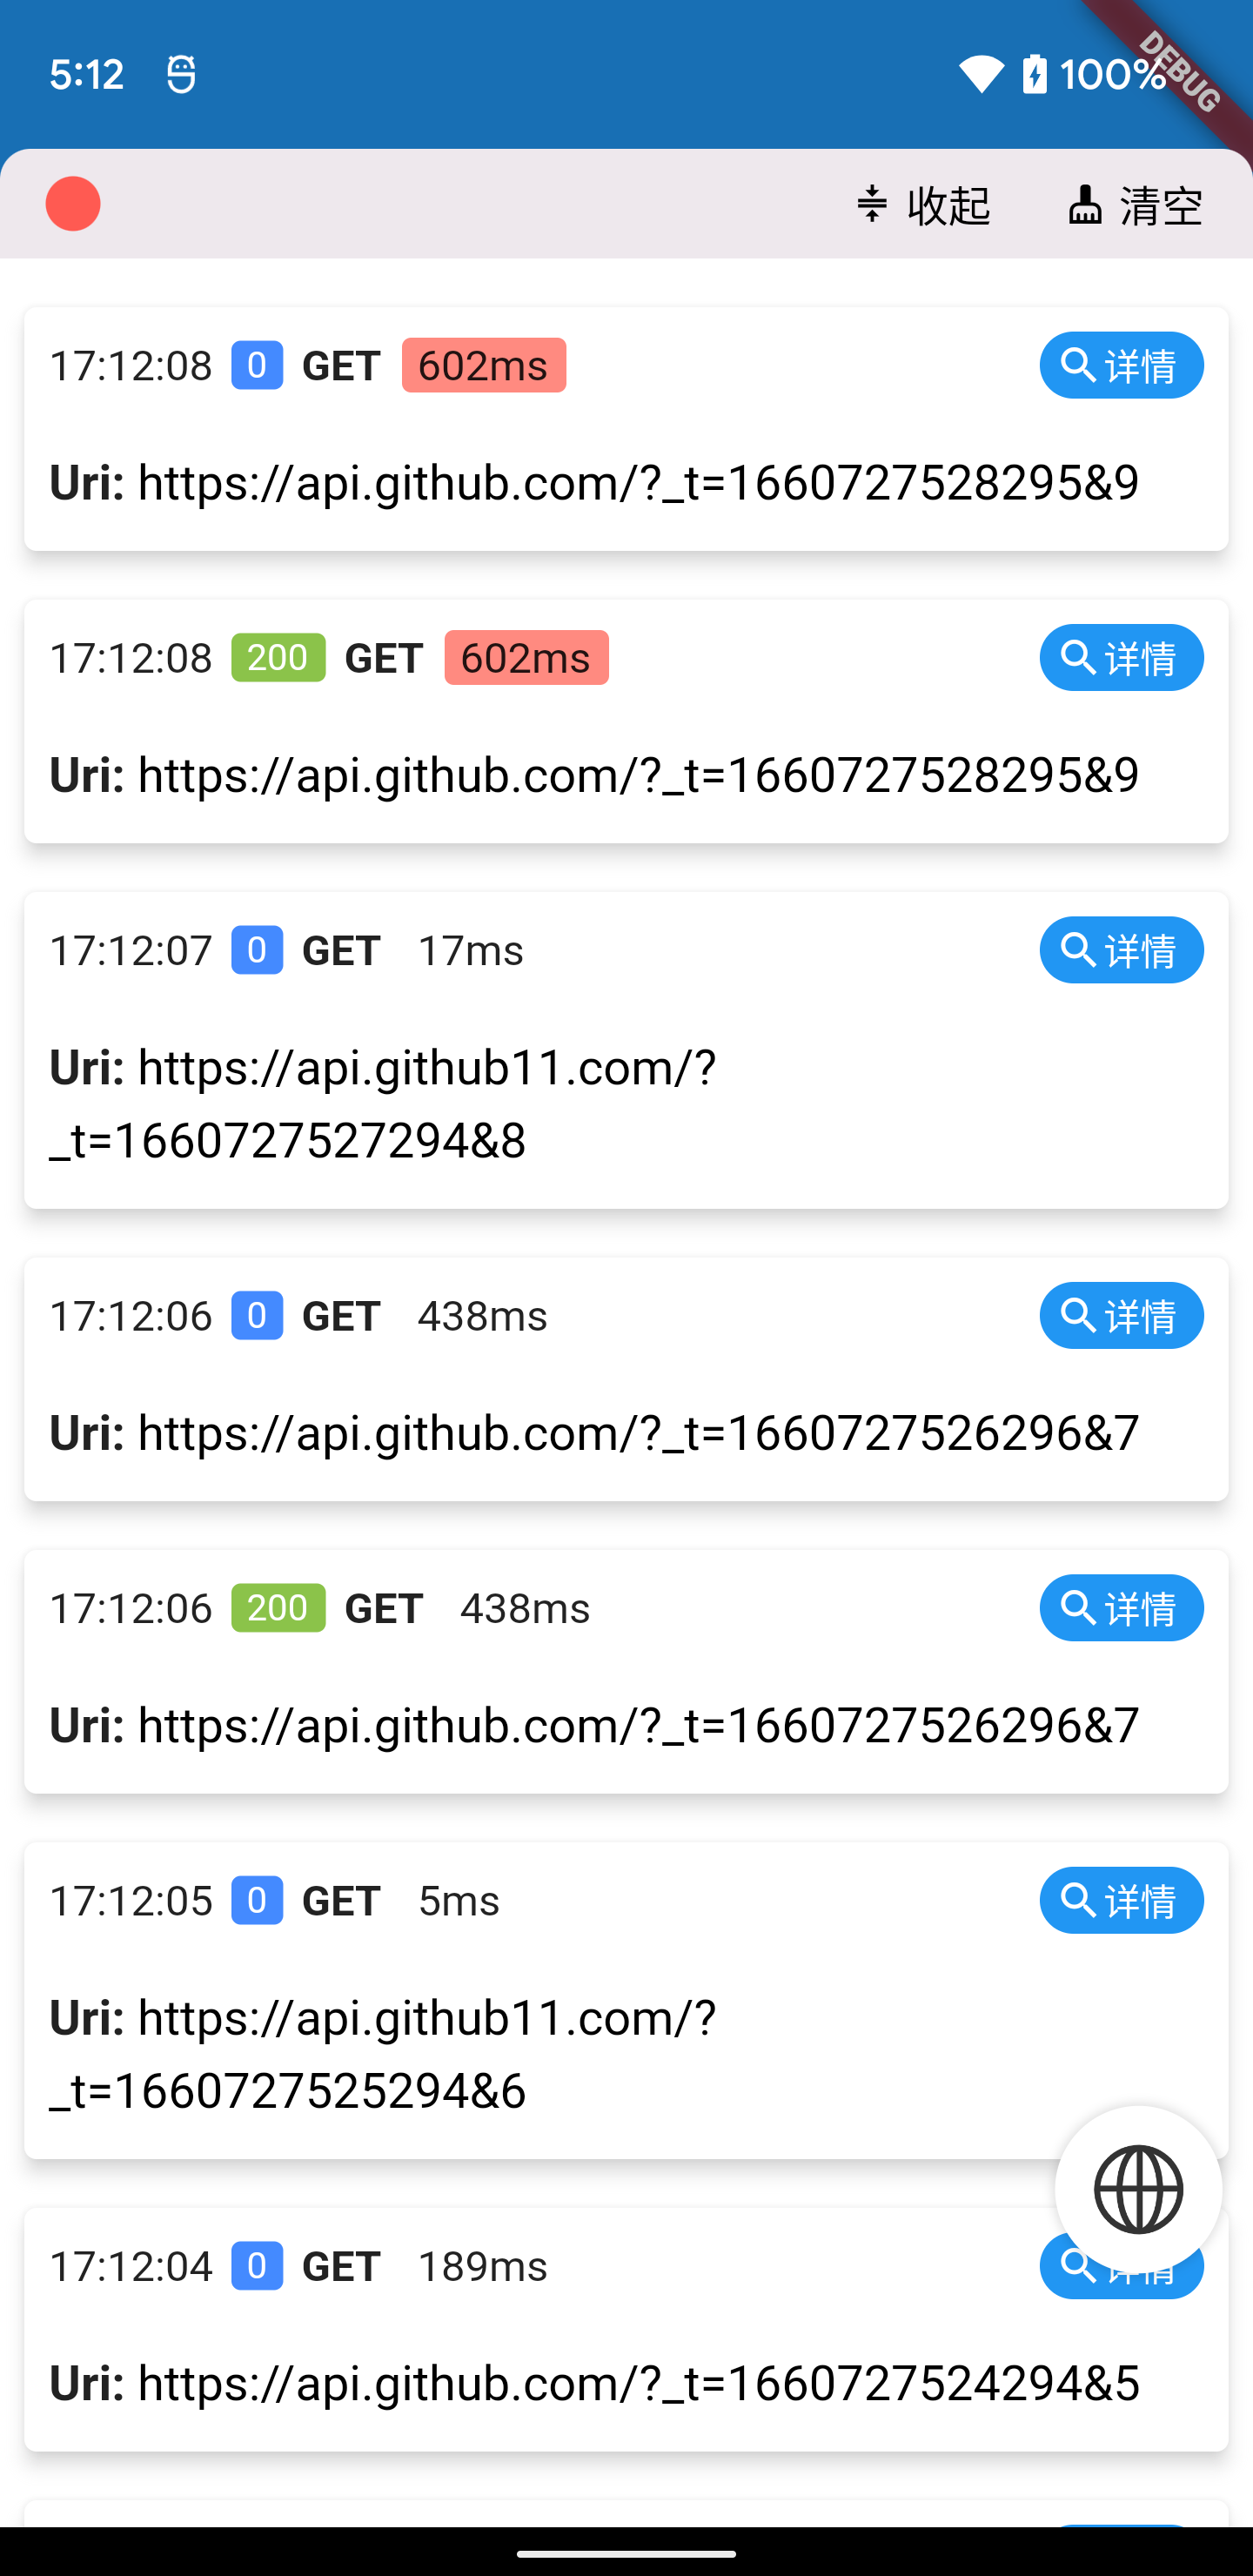 5:12 100%
DEBUG
收起 清空
17:12:08 0 GET 602ms 详情
Uri: https://api.github.com/?_t=1660727528295&9
17:12:08 200 GET 602ms 详情
Uri: https://api.github.com/?_t=1660727528295&9
17:12:07 0 GET 17ms 详情
Uri: https://api.github11.com/?
_t=1660727527294&8
17:12:06 0 GET 438ms 详情
Uri: https://api.github.com/?_t=1660727526296&7
17:12:06 200 GET 438ms 详情
Uri: https://api.github.com/?_t=1660727526296&7
17:12:05 0 GET 5ms 详情
Uri: https://api.github11.com/?
_t=1660727525294&6
17:12:04 0 GET 189ms 详情
Uri: https://api.github.com/?_t=1660727524294&5